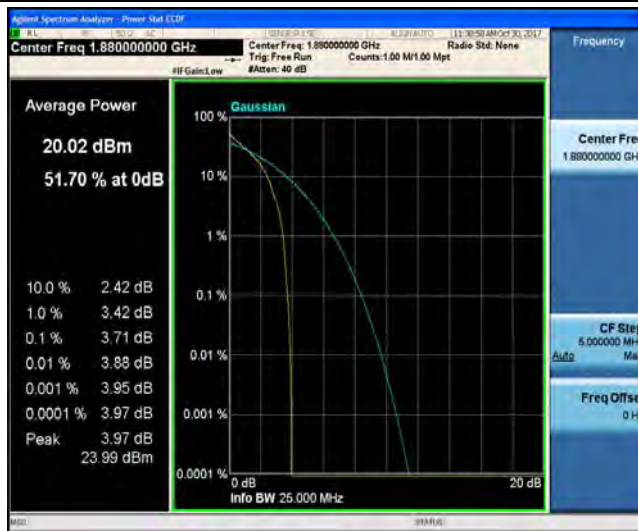 Agilent Spectrum Analyzer - Power Stat CCDF
RL
Center Freq 1.880000000 GHz
#IFGain:Low
Center Freq: 1.880000000 GHz
Trig: Free Run
Counts:1.00 M/1.00 Mpt
#Atten: 40 dB
11:38:50 AM Oct 30, 2017
Radio Std: None
Frequency
Average Power
20.02 dBm
51.70 % at 0dB
10.0 % 2.42 dB
1.0 % 3.42 dB
0.1 % 3.71 dB
0.01 % 3.88 dB
0.001 % 3.95 dB
0.0001 % 3.97 dB
Peak 3.97 dB
23.99 dBm
Gaussian
100 %
10 %
1 %
0.1 %
0.01 %
0.001 %
0.0001 %
0 dB
20 dB
Info BW 25.000 MHz
Center Fre
1.880000000 GH
CF Step
5.000000 MH
Auto Ma
Freq Offse
0 H
MSG
STATUS